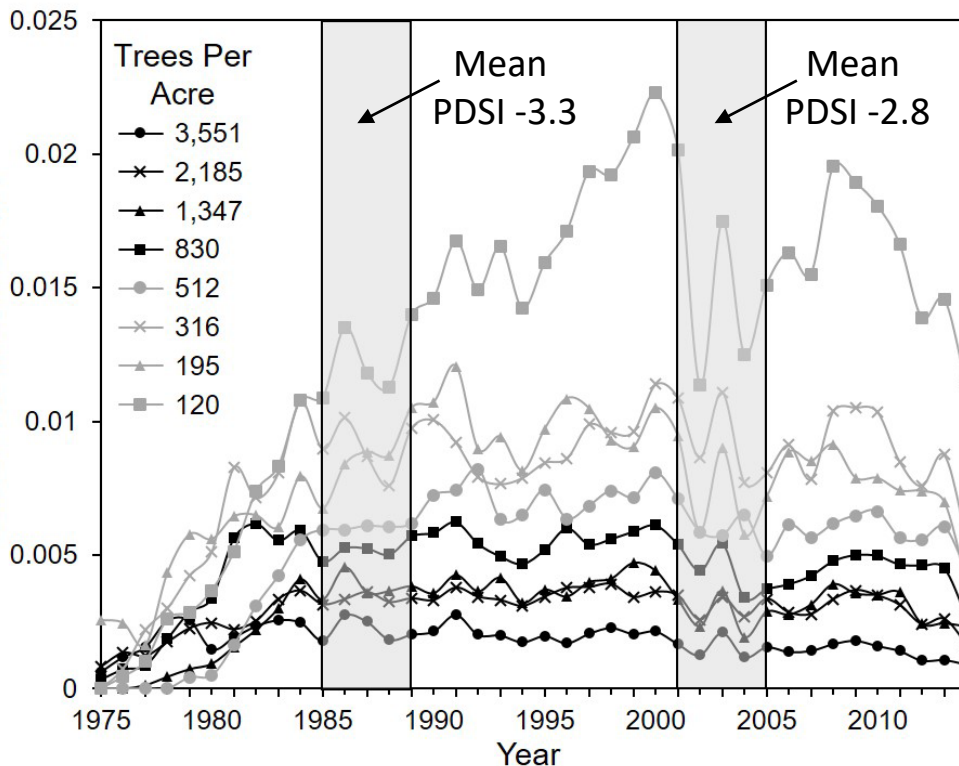 0.025
0.02
0.015
0.01
0.005
0
Trees Per
Acre
3,551
2,185
1,347
830
512
316
195
120
Mean
PDSI -3.3
Mean
PDSI -2.8
1975 1980 1985 1990 1995 2000 2005 2010
Year